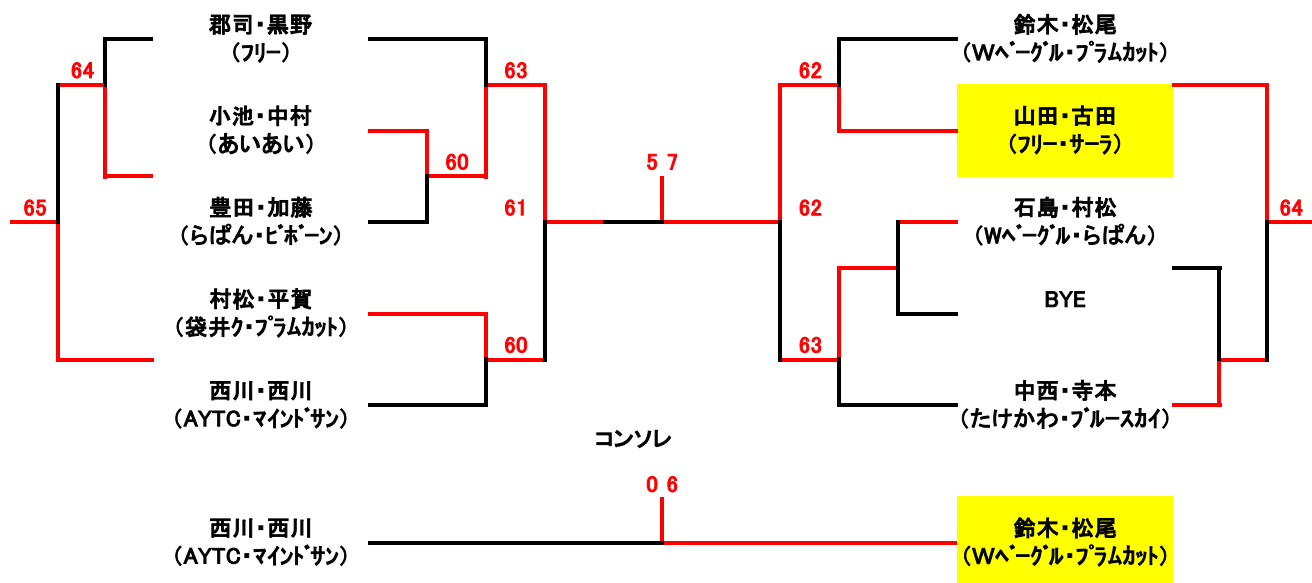 郡司・黒野
(フリー)
64
63
小池・中村
(あいあい)
60
豊田・加藤
(らぱん・ﾋﾞﾎﾞｰﾝ)
65
61
村松・平賀
(袋井ク・プラムカット)
60
西川・西川
(AYTC・マインドサン)
5 7
鈴木・松尾
(Wベーグル・プラムカット)
62
山田・古田
(フリー・サーラ)
62
石島・村松
(Wベーグル・らぱん)
64
BYE
63
中西・寺本
(たけかわ・ブルースカイ)
コンソレ
0 6
西川・西川
(AYTC・マインドサン)
鈴木・松尾
(Wベーグル・プラムカット)